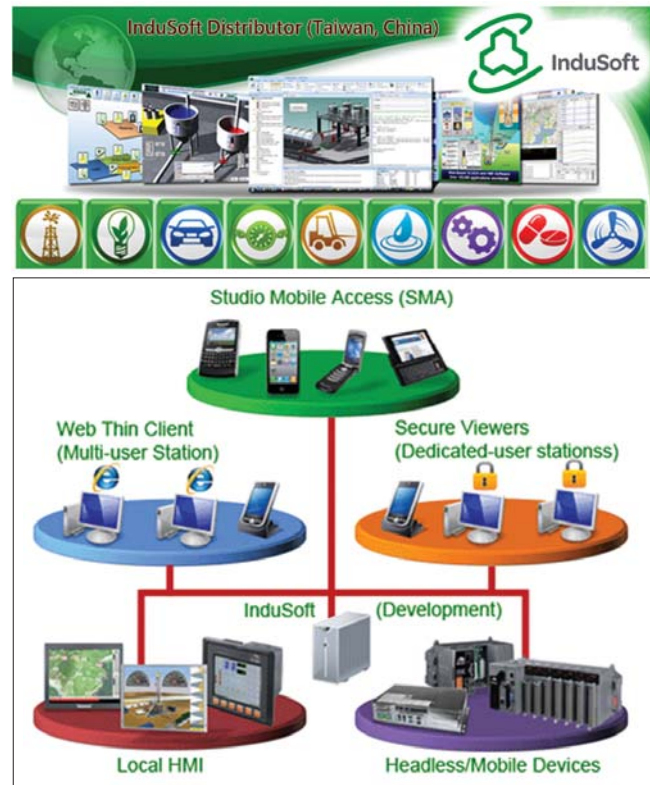 InduSoft Distributor (Taiwan, China)
InduSoft
Studio Mobile Access (SMA)
Web Thin Client
(Multi-user Station)
Secure Viewers
(Dedicated-user stationss)
InduSoft (Development)
Local HMI
Headless/Mobile Devices